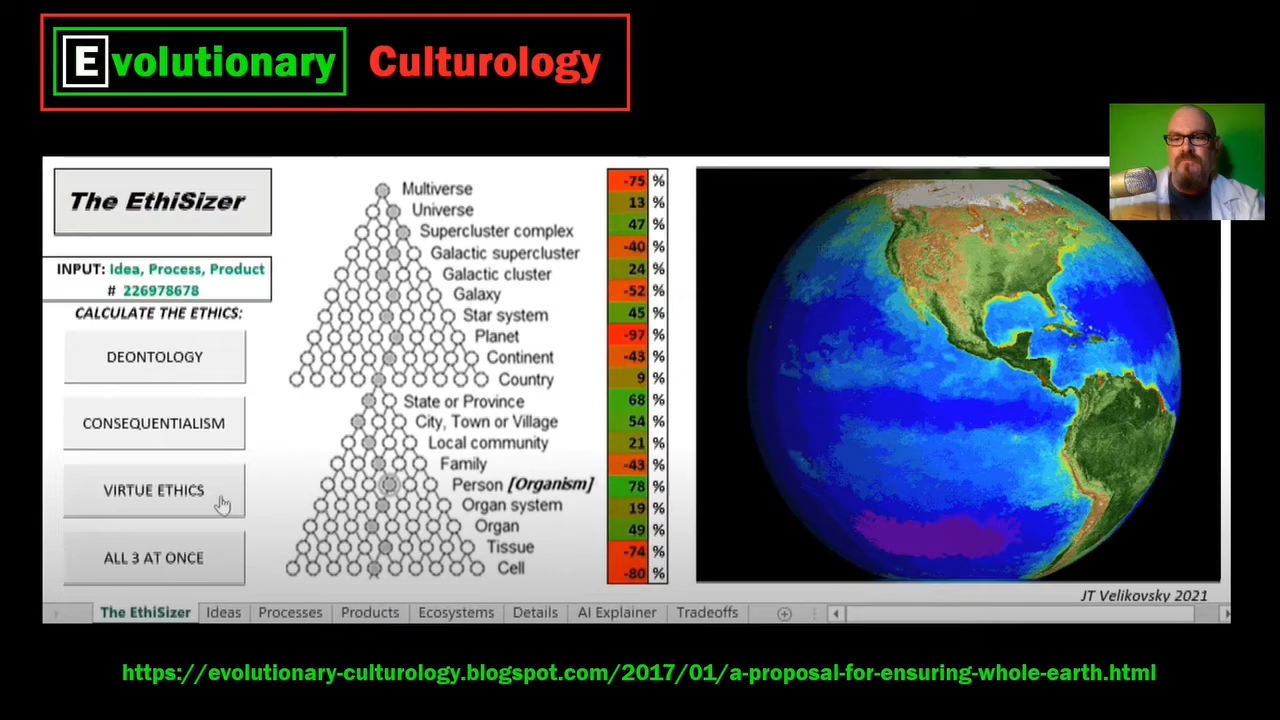 Evolutionary Culturology
The EthiSizer
INPUT: Idea, Process, Product
# 226978678
CALCULATE THE ETHICS:
DEONTOLOGY
CONSEQUENTIALISM
VIRTUE ETHICS
ALL 3 AT ONCE
Multiverse -75 %
Universe 13 %
Supercluster complex 47 %
Galactic supercluster -40 %
Galactic cluster 24 %
Galaxy -52 %
Star system 45 %
Planet -97 %
Continent -43 %
Country 9 %
State or Province 68 %
City, Town or Village 54 %
Local community 21 %
Family -43 %
Person [Organism] 78 %
Organ system 19 %
Organ 49 %
Tissue -74 %
Cell -80 %
JT Velikovsky 2021
The EthiSizer Ideas Processes Products Ecosystems Details AI Explainer Tradeoffs
https://evolutionary-culturology.blogspot.com/2017/01/a-proposal-for-ensuring-whole-earth.html